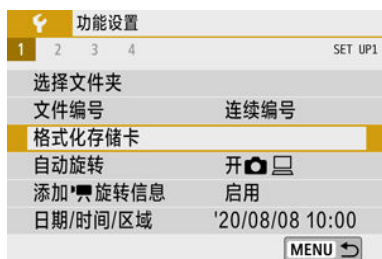 功能设置
1 2 3 4 SET UP1
选择文件夹
文件编号 连续编号
格式化存储卡
自动旋转 开
添加旋转信息 启用
日期/时间/区域 '20/08/08 10:00
MENU